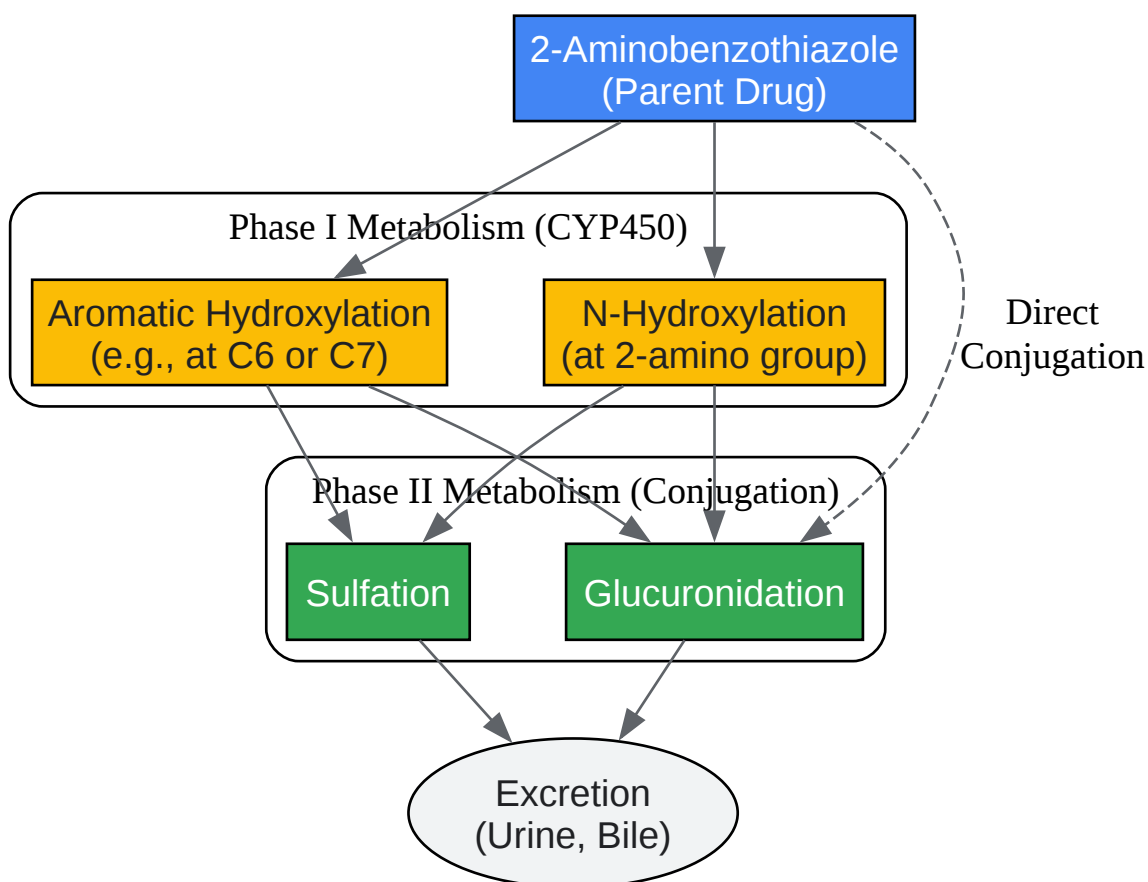 2-Aminobenzothiazole
(Parent Drug)
Phase I Metabolism (CYP450)
Aromatic Hydroxylation
(e.g., at C6 or C7)
N-Hydroxylation
(at 2-amino group)
Direct
Conjugation
Phase II Metabolism (Conjugation)
Sulfation
Glucuronidation
Excretion
(Urine, Bile)